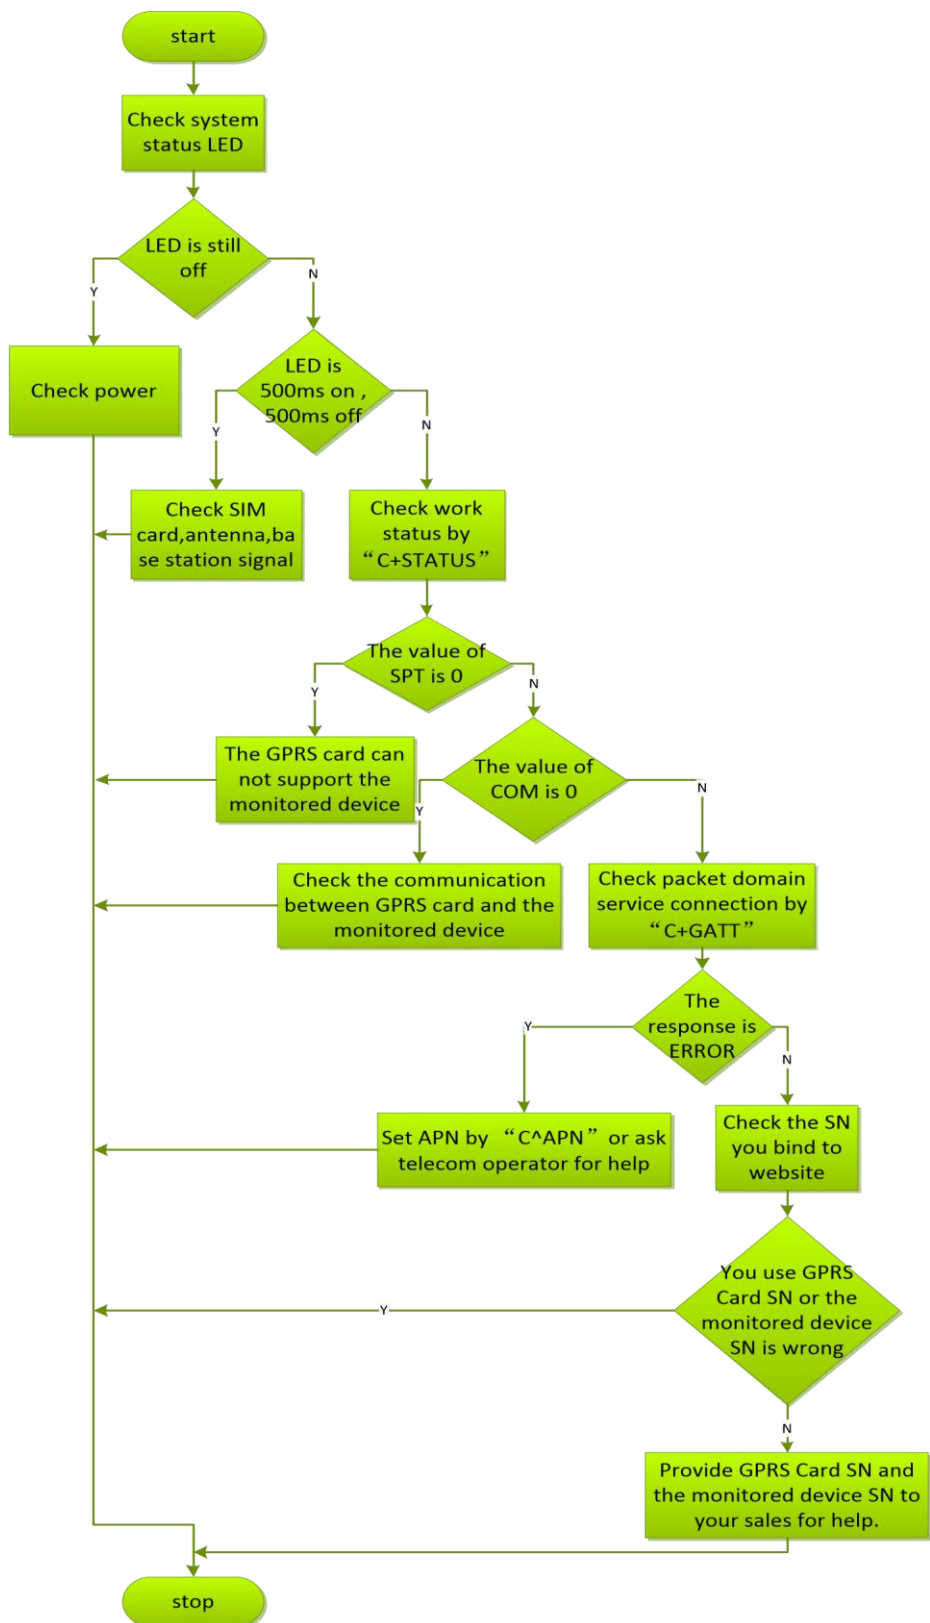 start
Check system
status LED
LED is still
off
Y
N
Check power
LED is
500ms on ,
500ms off
Y
N
Check SIM
card,antenna,ba
se station signal
Check work
status by
“C+STATUS”
The value of
SPT is 0
Y
N
The GPRS card can
not support the
monitored device
The value of
COM is 0
Y
N
Check the communication
between GPRS card and the
monitored device
Check packet domain
service connection by
“C+GATT”
The
response is
ERROR
Y
N
Set APN by “C^APN” or ask
telecom operator for help
Check the SN
you bind to
website
You use GPRS
Card SN or the
monitored device
SN is wrong
Y
N
Provide GPRS Card SN and
the monitored device SN to
your sales for help.
stop